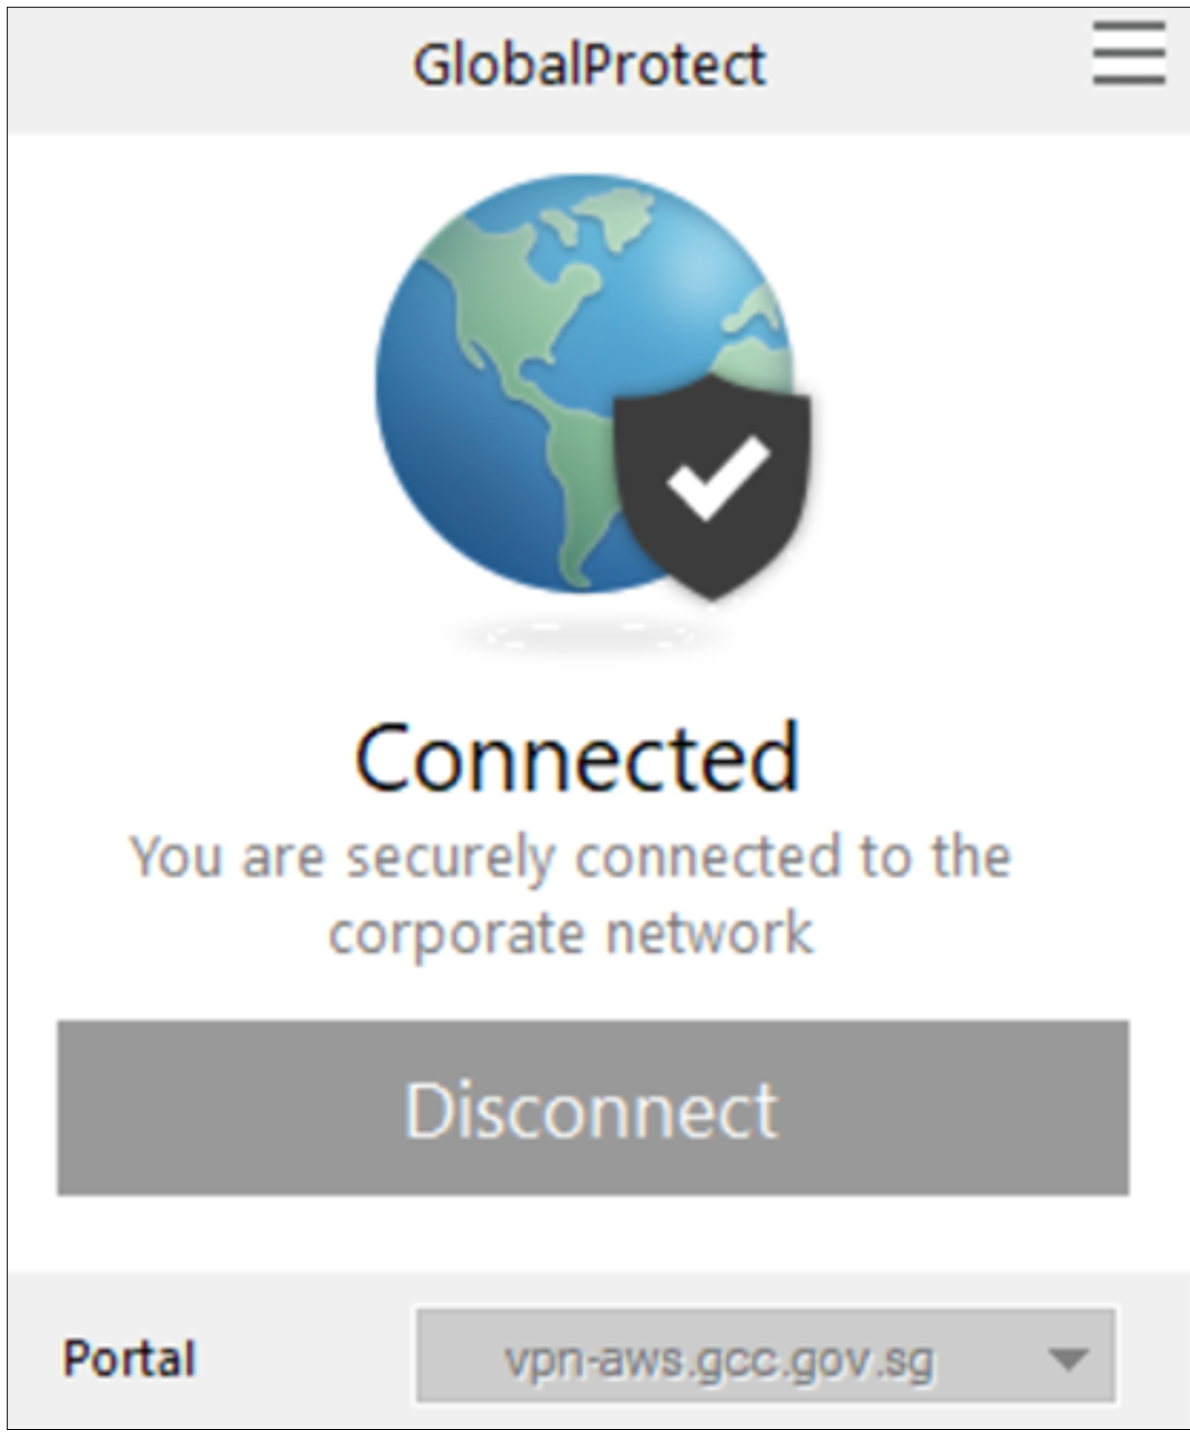 GlobalProtect
Connected
You are securely connected to the
corporate network
Disconnect
Portal
vpn-aws.gcc.gov.sg